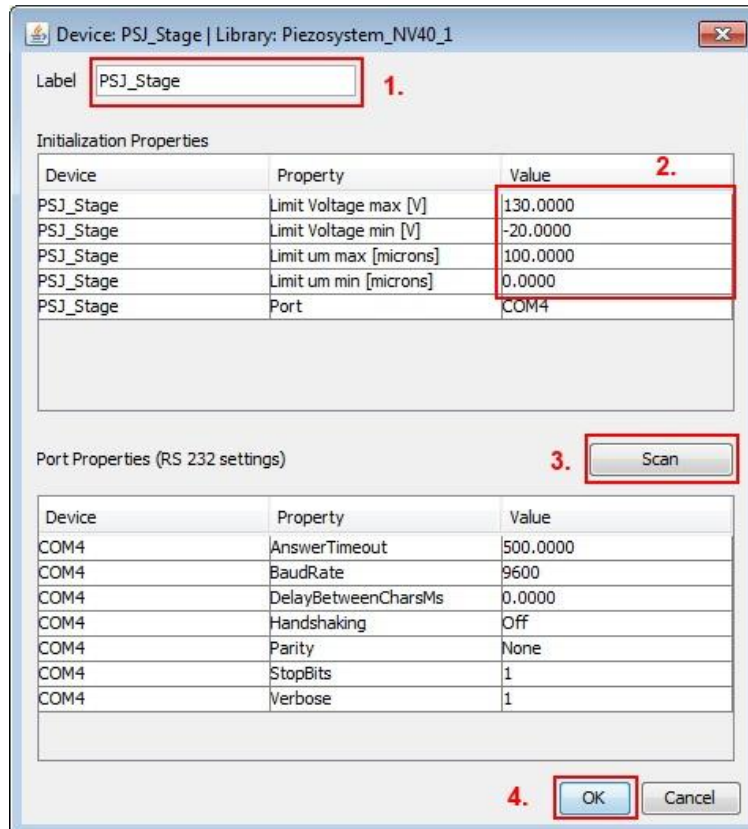 Device: PSJ_Stage | Library: Piezosystem_NV40_1
Label PSJ_Stage 1.
Initialization Properties
Device Property Value 2.
PSJ_Stage Limit Voltage max [V] 130.0000
PSJ_Stage Limit Voltage min [V] -20.0000
PSJ_Stage Limit um max [microns] 100.0000
PSJ_Stage Limit um min [microns] 0.0000
PSJ_Stage Port COM4
Port Properties (RS 232 settings) 3. Scan
Device Property Value
COM4 AnswerTimeout 500.0000
COM4 BaudRate 9600
COM4 DelayBetweenCharsMs 0.0000
COM4 Handshaking Off
COM4 Parity None
COM4 StopBits 1
COM4 Verbose 1
4. OK Cancel